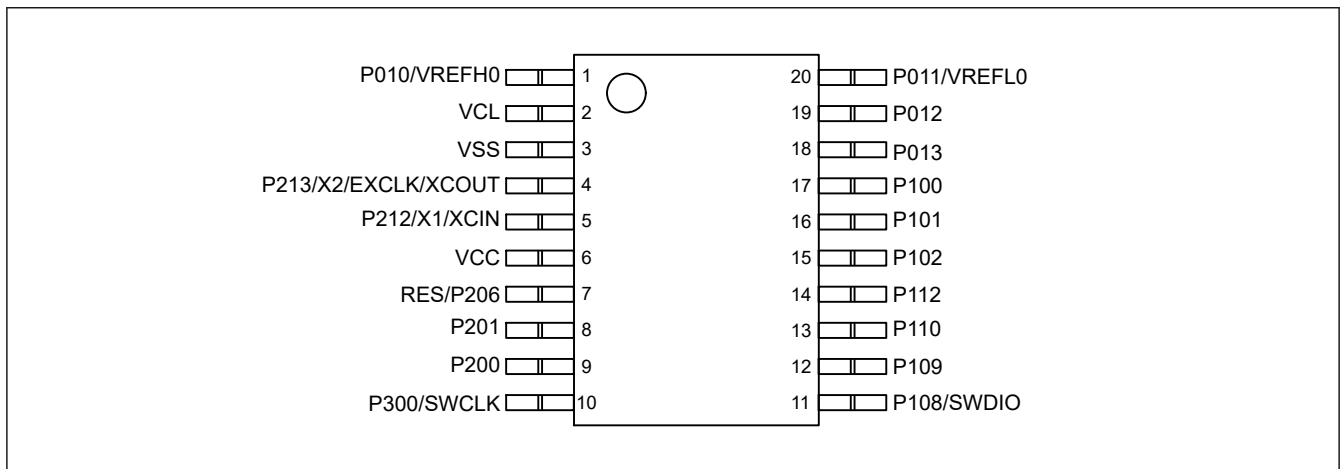 P010/VREFH0 1 20 P011/VREFL0
VCL 2 19 P012
VSS 3 18 P013
P213/X2/EXCLK/XCOUT 4 17 P100
P212/X1/XCIN 5 16 P101
VCC 6 15 P102
RES/P206 7 14 P112
P201 8 13 P110
P200 9 12 P109
P300/SWCLK 10 11 P108/SWDIO